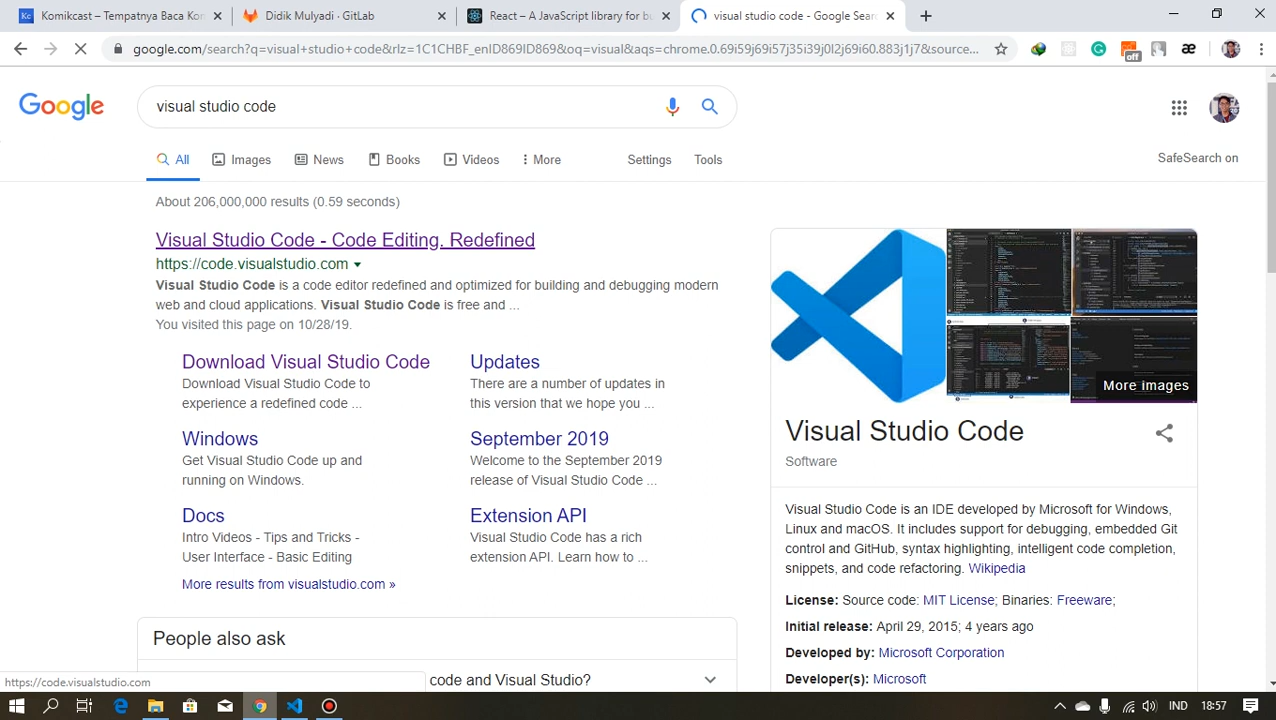 Komikcast – Tempatnya Baca Kom
Didik Mulyadi · GitLab
React – A JavaScript library for bu
visual studio code - Google Sear
google.com/search?q=visual+studio+code&rlz=1C1CHBF_enID869ID869&oq=visual&aqs=chrome.0.69i59j69i57j35i39j0l2j69i60.883j1j7&source...
off
Google
visual studio code
All
Images
News
Books
Videos
More
Settings
Tools
SafeSearch on
About 206,000,000 results (0.59 seconds)
Visual Studio Code - Code Editing. Redefined
https://code.visualstudio.com
Visual Studio Code is a code editor redefined and optimized for building and debugging modern
web and cloud applications. Visual Studio Code is free and ...
You visited this page on 10/28/19.
Download Visual Studio Code
Download Visual Studio Code to
experience a redefined code ...
Updates
There are a number of updates in
this version that we hope you ...
Windows
Get Visual Studio Code up and
running on Windows.
September 2019
Welcome to the September 2019
release of Visual Studio Code ...
Docs
Intro Videos - Tips and Tricks -
User Interface - Basic Editing
Extension API
Visual Studio Code has a rich
extension API. Learn how to ...
More results from visualstudio.com »
People also ask
code and Visual Studio?
More images
Visual Studio Code
Software
Visual Studio Code is an IDE developed by Microsoft for Windows,
Linux and macOS. It includes support for debugging, embedded Git
control and GitHub, syntax highlighting, intelligent code completion,
snippets, and code refactoring. Wikipedia
License: Source code: MIT License; Binaries: Freeware;
Initial release: April 29, 2015; 4 years ago
Developed by: Microsoft Corporation
Developer(s): Microsoft
https://code.visualstudio.com
IND
18:57